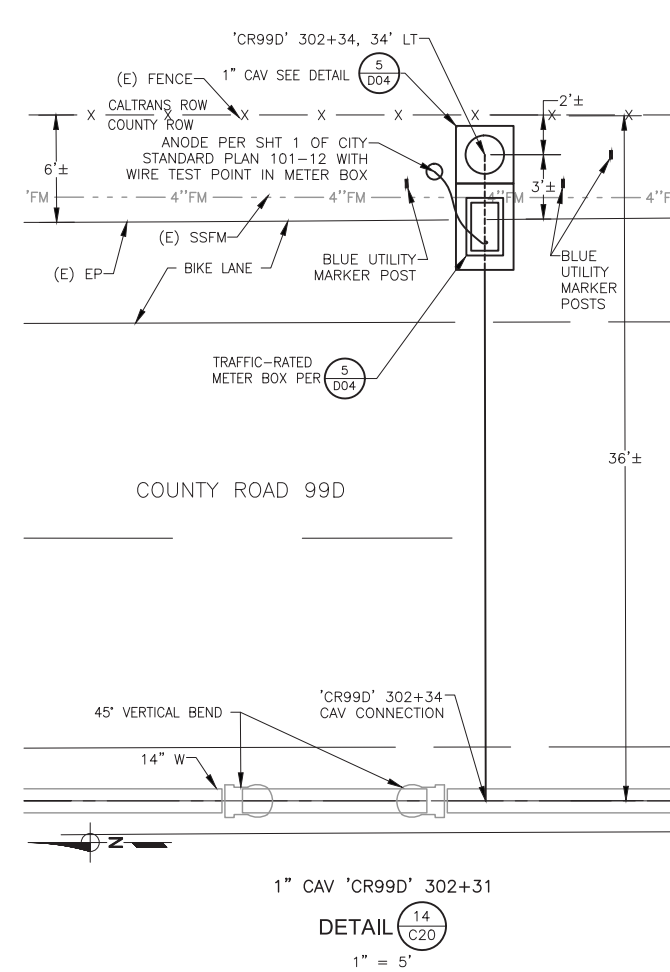 'CR99D' 302+34, 34' LT
5
D04
1" CAV SEE DETAIL
(E) FENCE
2'±
X X X X X X X X
CALTRANS ROW
COUNTY ROW
ANODE PER SHT 1 OF CITY
STANDARD PLAN 101-12 WITH
WIRE TEST POINT IN METER BOX
6'±
3'±
'FM 4"FM 4"FM FM 4"FM 4"F
(E) SSFM
(E) EP
BIKE LANE
BLUE UTILITY
MARKER POST
BLUE
UTILITY
MARKER
POSTS
TRAFFIC-RATED
METER BOX PER
5
D04
36'±
COUNTY ROAD 99D
'CR99D' 302+34
CAV CONNECTION
45° VERTICAL BEND
14" W
N
1" CAV 'CR99D' 302+31
DETAIL
14
C20
1" = 5'